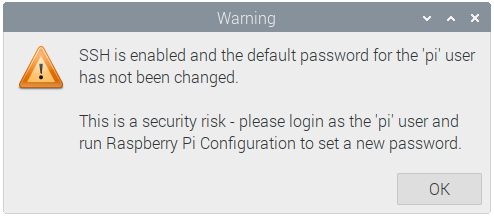 Warning
SSH is enabled and the default password for the 'pi' user
has not been changed.
This is a security risk - please login as the 'pi' user and
run Raspberry Pi Configuration to set a new password.
OK